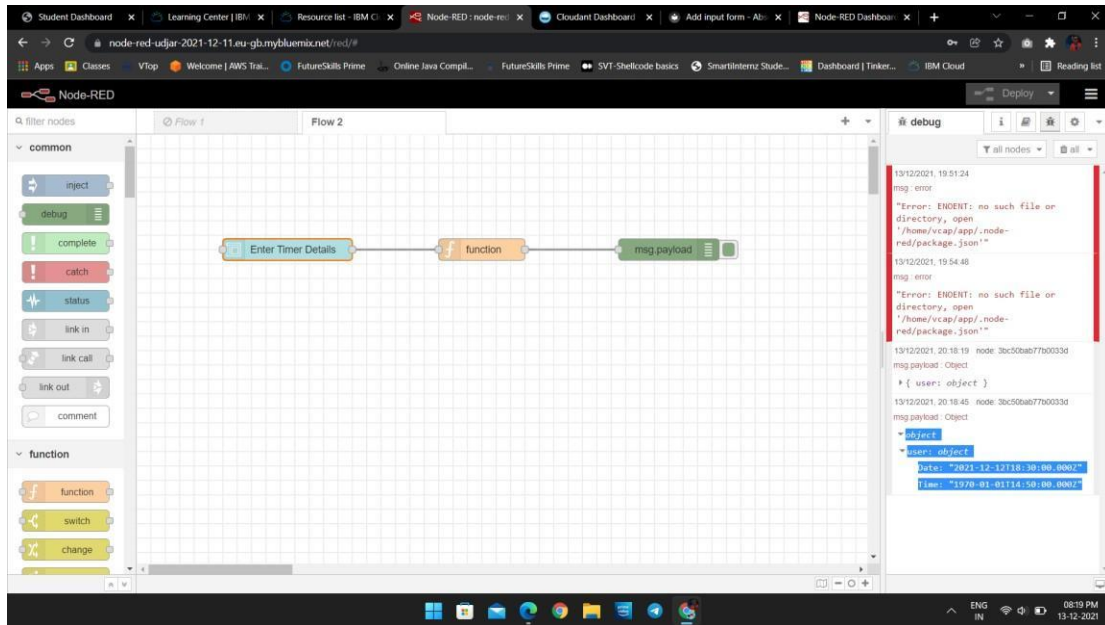 Student Dashboard
Learning Center | IBM
Resource list - IBM Cl
Node-RED : node-red
Cloudant Dashboard
Add input form - Abs
Node-RED Dashboar
node-red-udjar-2021-12-11.eu-gb.mybluemix.net/red/#
Apps
Classes
VTop
Welcome | AWS Trai...
FutureSkills Prime
Online Java Compil...
FutureSkills Prime
SVT-Shellcode basics
SmartiInternz Stude...
Dashboard | Tinker...
IBM Cloud
»
Reading list
Node-RED
Deploy
filter nodes
Flow 1
Flow 2
debug
i
all nodes
all
common
inject
debug
complete
catch
status
link in
link call
link out
comment
function
function
switch
change
Enter Timer Details
f
function
msg.payload
13/12/2021, 19:51:24
msg : error
"Error: ENOENT: no such file or
directory, open
'/home/vcap/app/.node-
red/package.json'"
13/12/2021, 19:54:46
msg : error
"Error: ENOENT: no such file or
directory, open
'/home/vcap/app/.node-
red/package.json'"
13/12/2021, 20:18:19 node: 3bc50bab77b0033d
msg.payload : Object
{ user: object }
13/12/2021, 20:18:45 node: 3bc50bab77b0033d
msg.payload : Object
object
user: object
Date: "2021-12-12T18:30:00.000Z"
Time: "1970-01-01T14:50:00.000Z"
ENG
IN
08:19 PM
13-12-2021